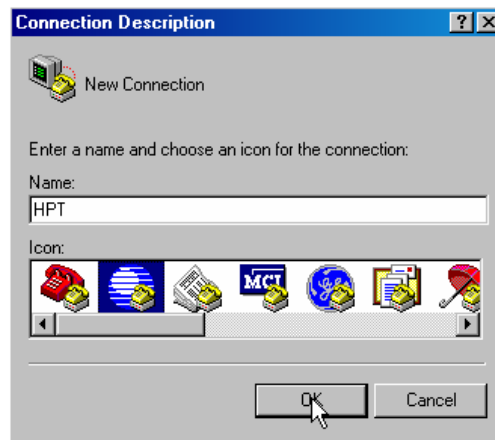 Connection Description
New Connection
Enter a name and choose an icon for the connection:
Name:
HPT
Icon:
MCI
OK
Cancel